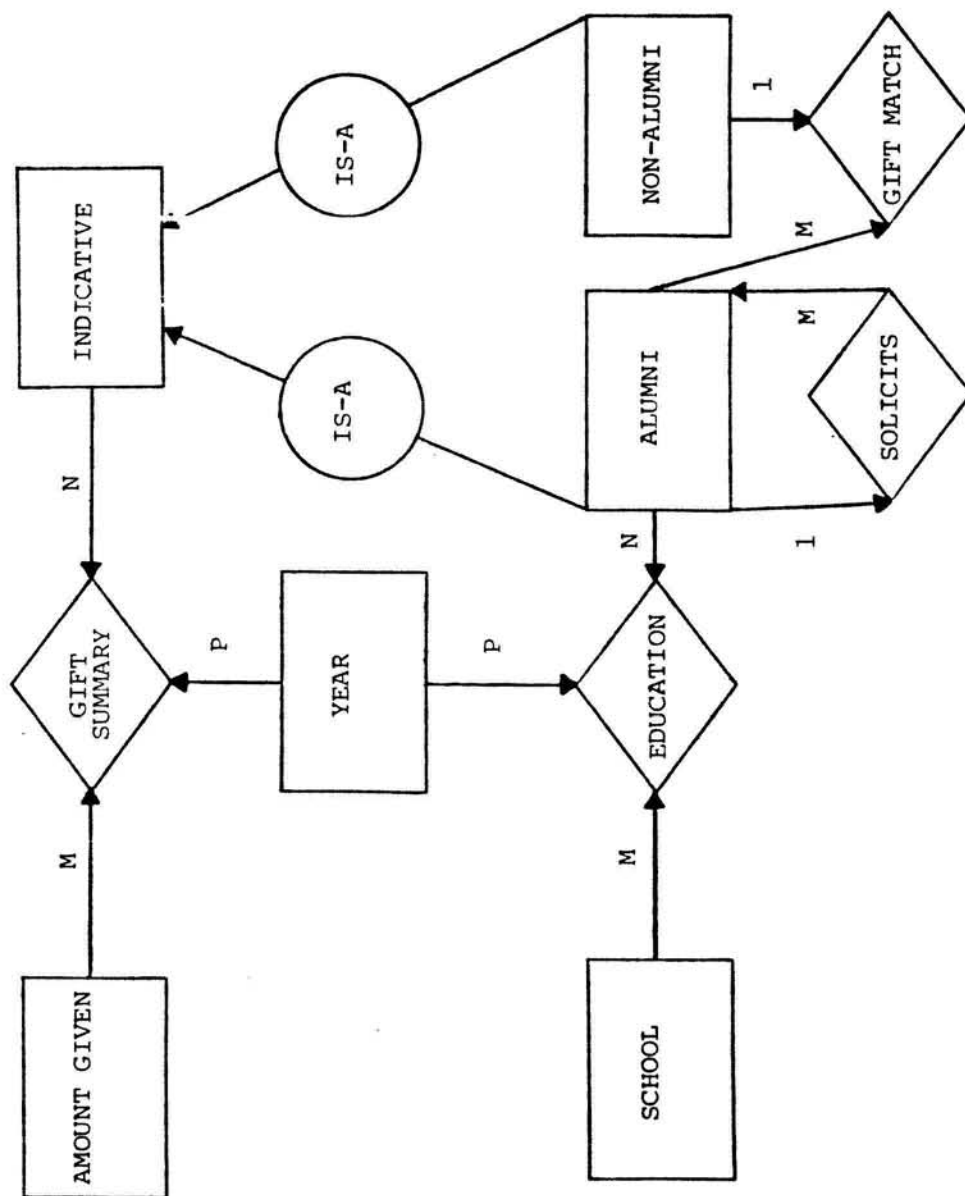 AMOUNT GIVEN
M
GIFT
SUMMARY
N
INDICATIVE
P
YEAR
P
IS-A
IS-A
SCHOOL
M
EDUCATION
N
ALUMNI
NON-ALUMNI
1
M
M
1
SOLICITS
GIFT MATCH